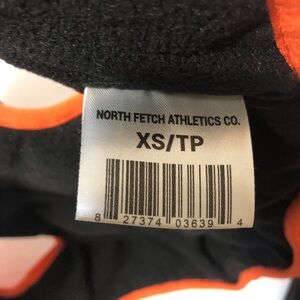 NORTH FETCH ATHLETICS CO.
XS/TP
8 27374 03639 4